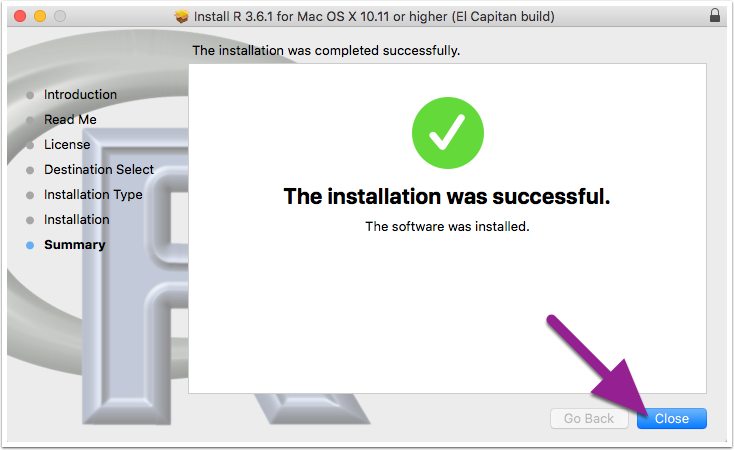 Install R 3.6.1 for Mac OS X 10.11 or higher (El Capitan build)
The installation was completed successfully.
Introduction
Read Me
License
Destination Select
Installation Type
Installation
Summary
The installation was successful.
The software was installed.
Go Back
Close